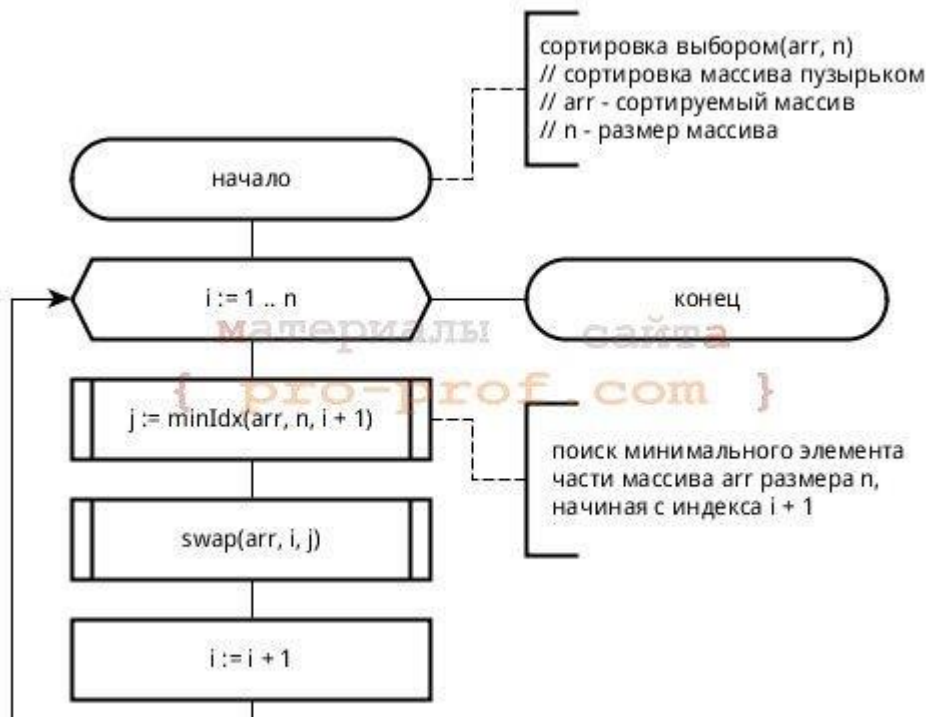 сортировка выбором(arr, n)
// сортировка массива пузырьком
// arr - сортируемый массив
// n - размер массива
начало
i := 1 .. n
конец
материалы сайта
{ pro-prof.com }
j := minIdx(arr, n, i + 1)
поиск минимального элемента
части массива arr размера n,
начиная с индекса i + 1
swap(arr, i, j)
i := i + 1